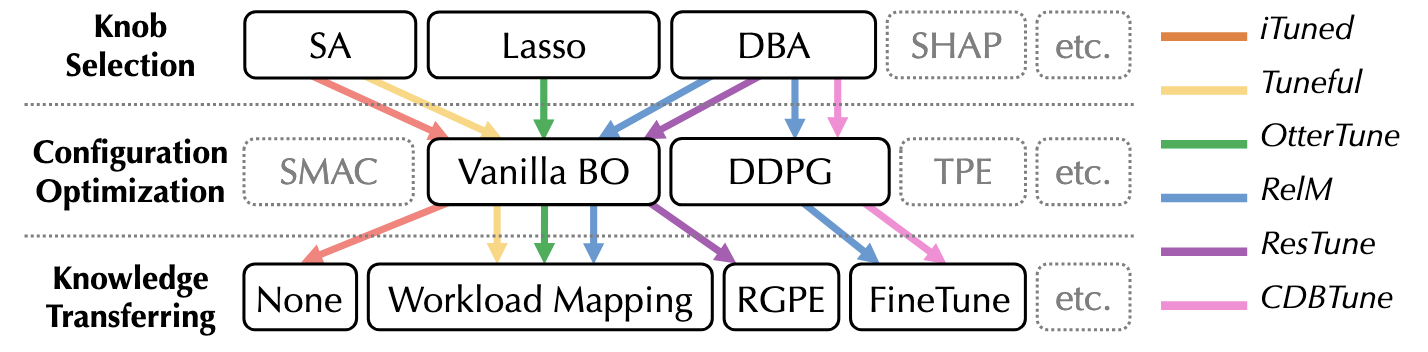 Knob
Selection
SA
Lasso
DBA
SHAP
etc.
Configuration
Optimization
SMAC
Vanilla BO
DDPG
TPE
etc.
Knowledge
Transferring
None
Workload Mapping
RGPE
FineTune
etc.
iTuned
Tuneful
OtterTune
RelM
ResTune
CDBTune